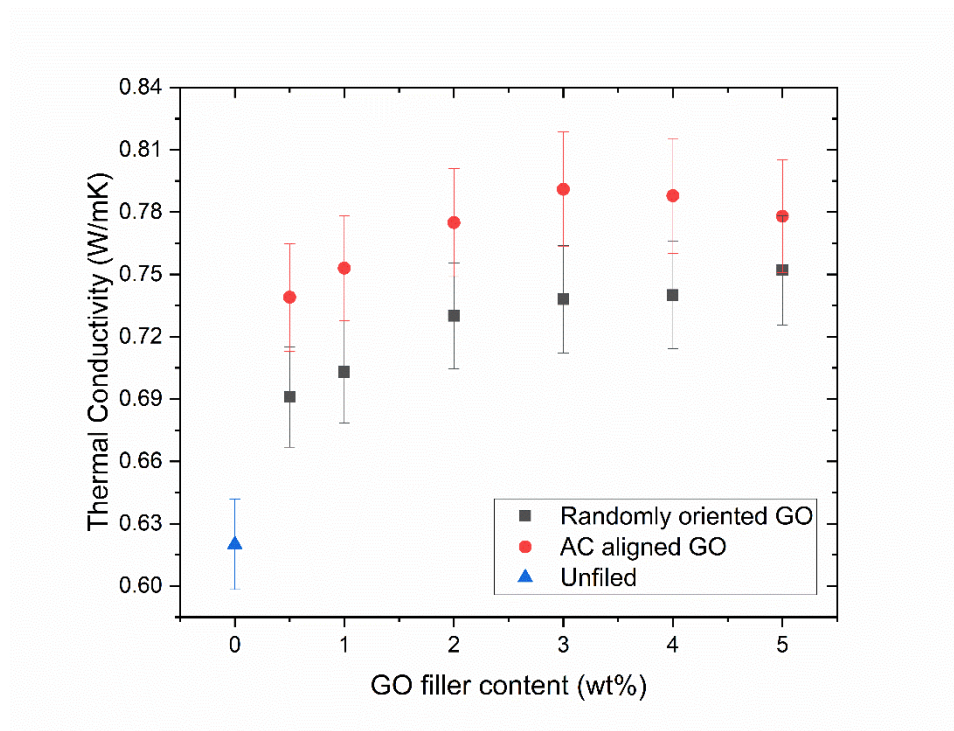 0.84
0.81
0.78
0.75
0.72
0.69
0.66
0.63
0.60
Thermal Conductivity (W/mK)
Randomly oriented GO
AC aligned GO
Unfiled
0 1 2 3 4 5
GO filler content (wt%)